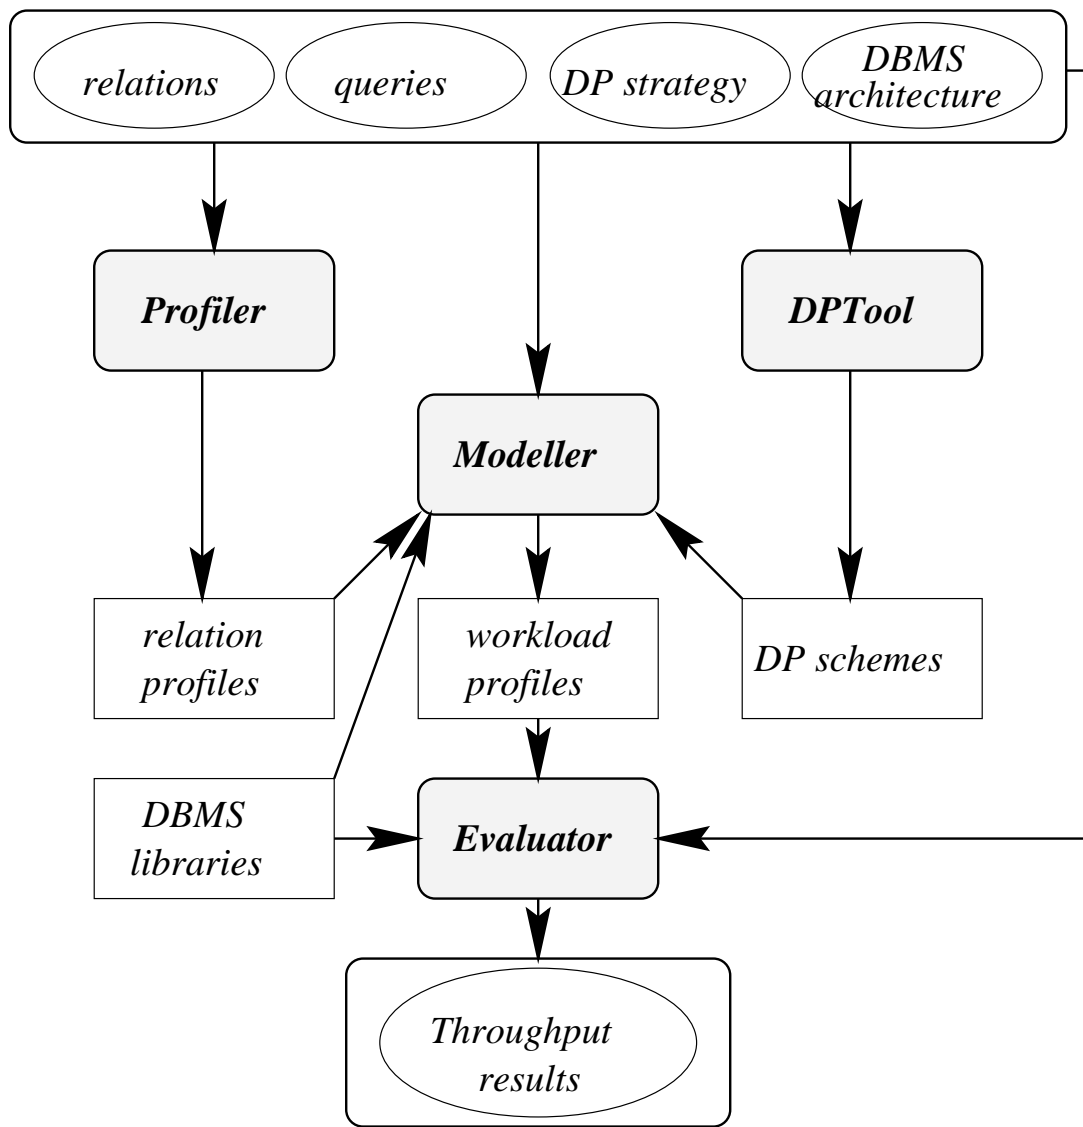 relations
queries
DP strategy
DBMS
architecture
Profiler
DPTool
Modeller
relation
profiles
workload
profiles
DP schemes
DBMS
libraries
Evaluator
Throughput
results